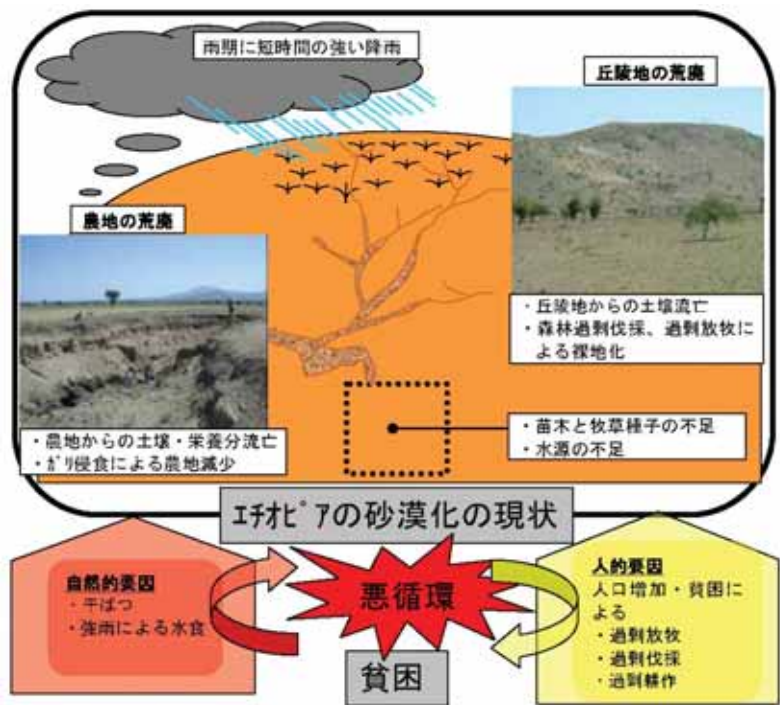 雨期に短時間の強い降雨
丘陵地の荒廃
農地の荒廃
・丘陵地からの土壌流亡
・森林過剰伐採、過剰放牧に
よる裸地化
・農地からの土壌・栄養分流亡
・ガリ侵食による農地減少
・苗木と牧草種子の不足
・水源の不足
エチオピアの砂漠化の現状
自然的要因
・干ばつ
・強雨による水食
悪循環
貧困
人的要因
人口増加・貧困に
よる
・過剰放牧
・過剰伐採
・過剰耕作